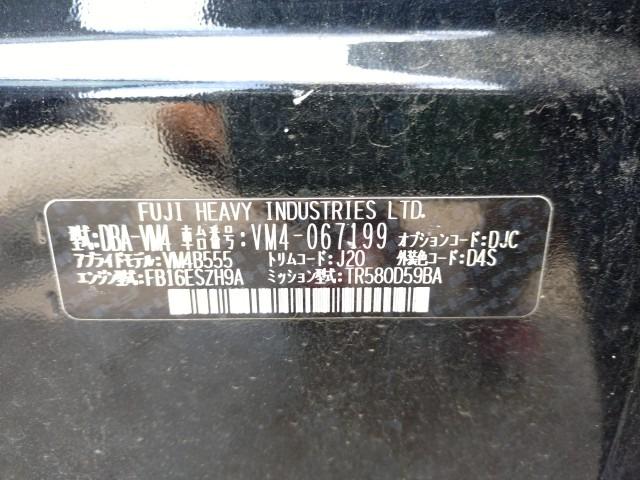 FUJI HEAVY INDUSTRIES LTD.
型式:DBA-VM4 車台番号:VM4-067199 オプションコード:DJC
アプライドモデル:VM4B555 トリムコード:J20 外装色コード:D4S
エンジン型式:FB16ESZH9A ミッション型式:TR580D59BA